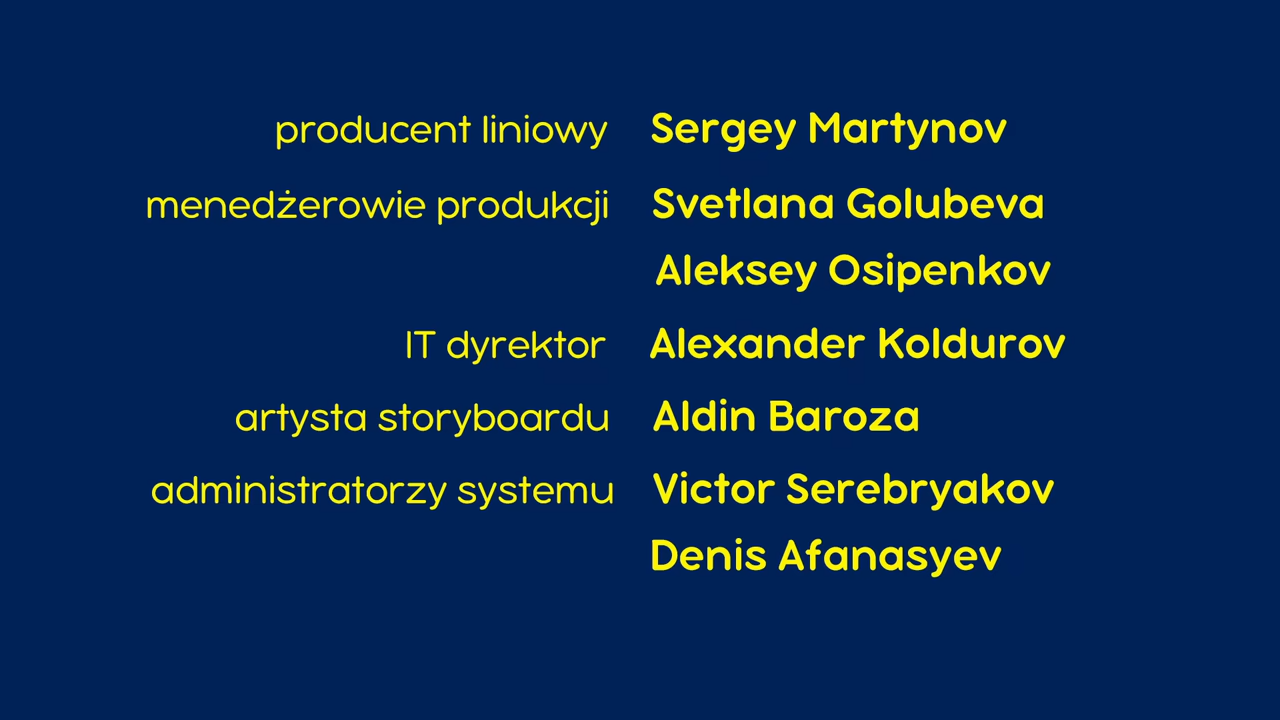 producent liniowy Sergey Martynov
menedżerowie produkcji Svetlana Golubeva
Aleksey Osipenkov
IT dyrektor Alexander Koldurov
artysta storyboardu Aldin Baroza
administratorzy systemu Victor Serebryakov
Denis Afanasyev